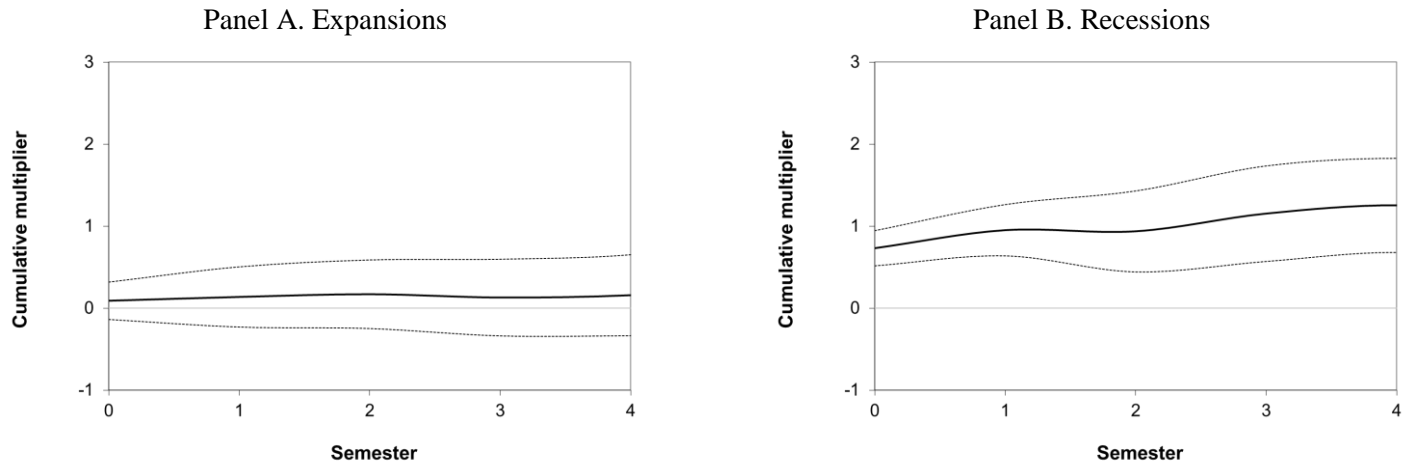 Panel A. Expansions
3
2
1
0
-1
0 1 2 3 4
Cumulative multiplier
Semester
Panel B. Recessions
3
2
1
0
-1
0 1 2 3 4
Cumulative multiplier
Semester